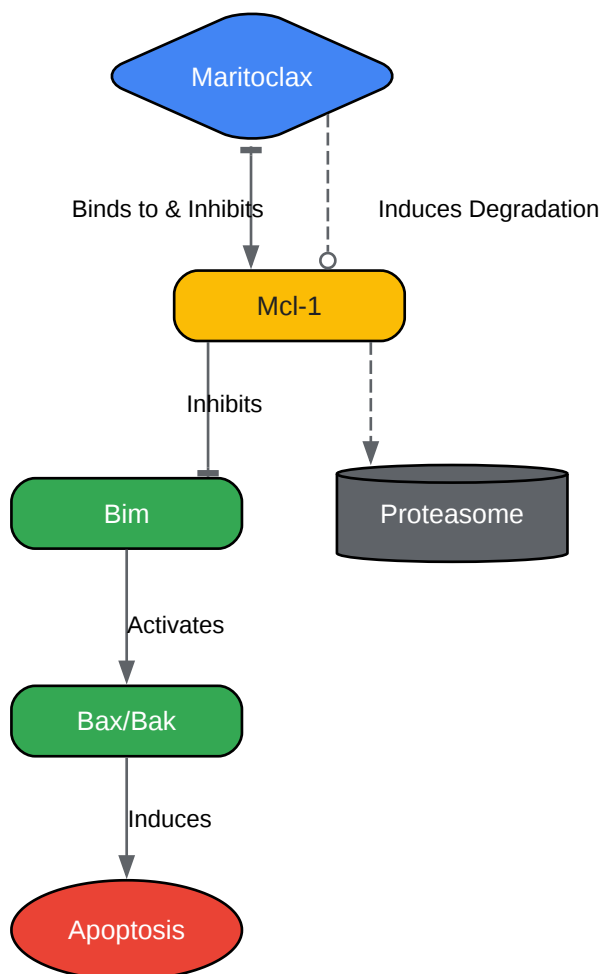 Maritoclax
Binds to & Inhibits
Induces Degradation
Mcl-1
Inhibits
Bim
Proteasome
Activates
Bax/Bak
Induces
Apoptosis